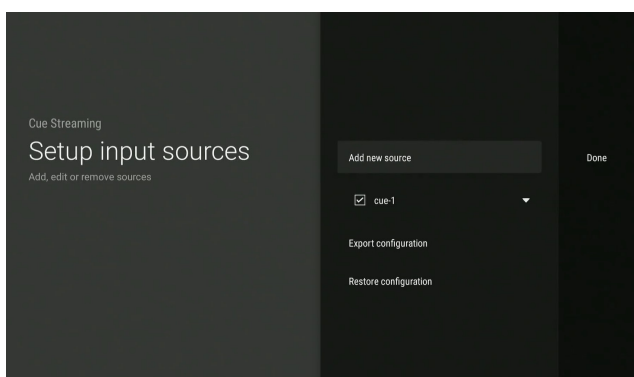 Cue Streaming
Setup input sources
Add, edit or remove sources
Add new source
Done
cue-1
Export configuration
Restore configuration